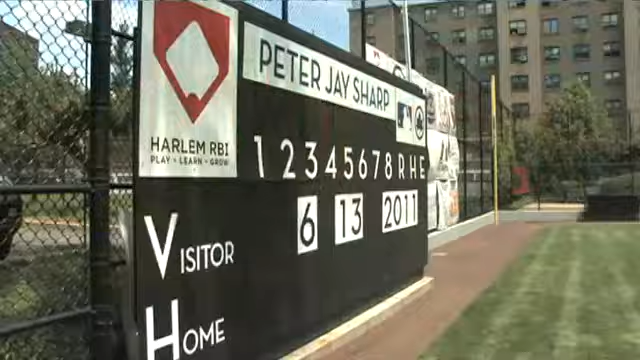 HARLEM RBI
PLAY • LEARN • GROW
PETER JAY SHARP
1 2 3 4 5 6 7 8 R H E
VISITOR 6 13 2011
HOME